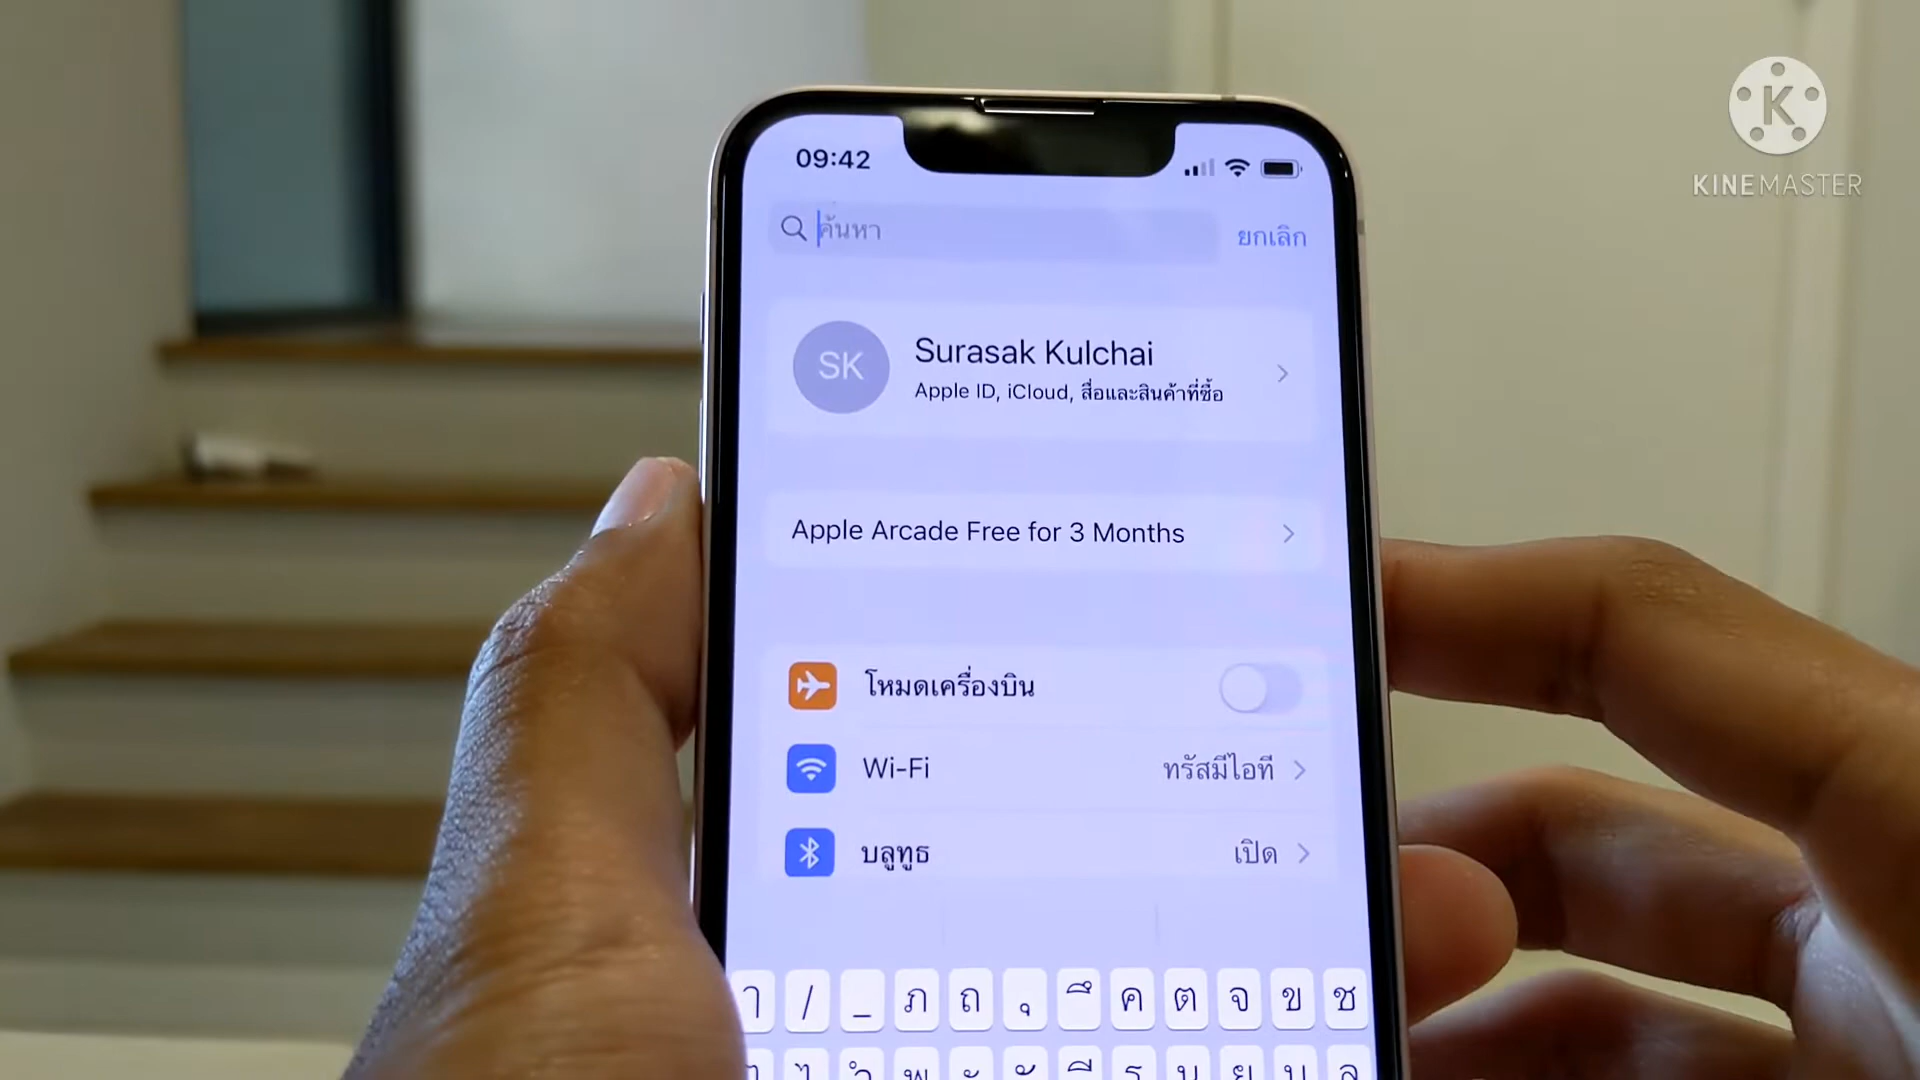 K
KINEMASTER
09:42
ค้นหา
ยกเลิก
SK
Surasak Kulchai
Apple ID, iCloud, สื่อและสินค้าที่ซื้อ
Apple Arcade Free for 3 Months
โหมดเครื่องบิน
Wi-Fi
ทรัสมีไอที
บลูทูธ
เปิด
ๅ / _ ภ ถ ุ ึ ค ต จ ข ช